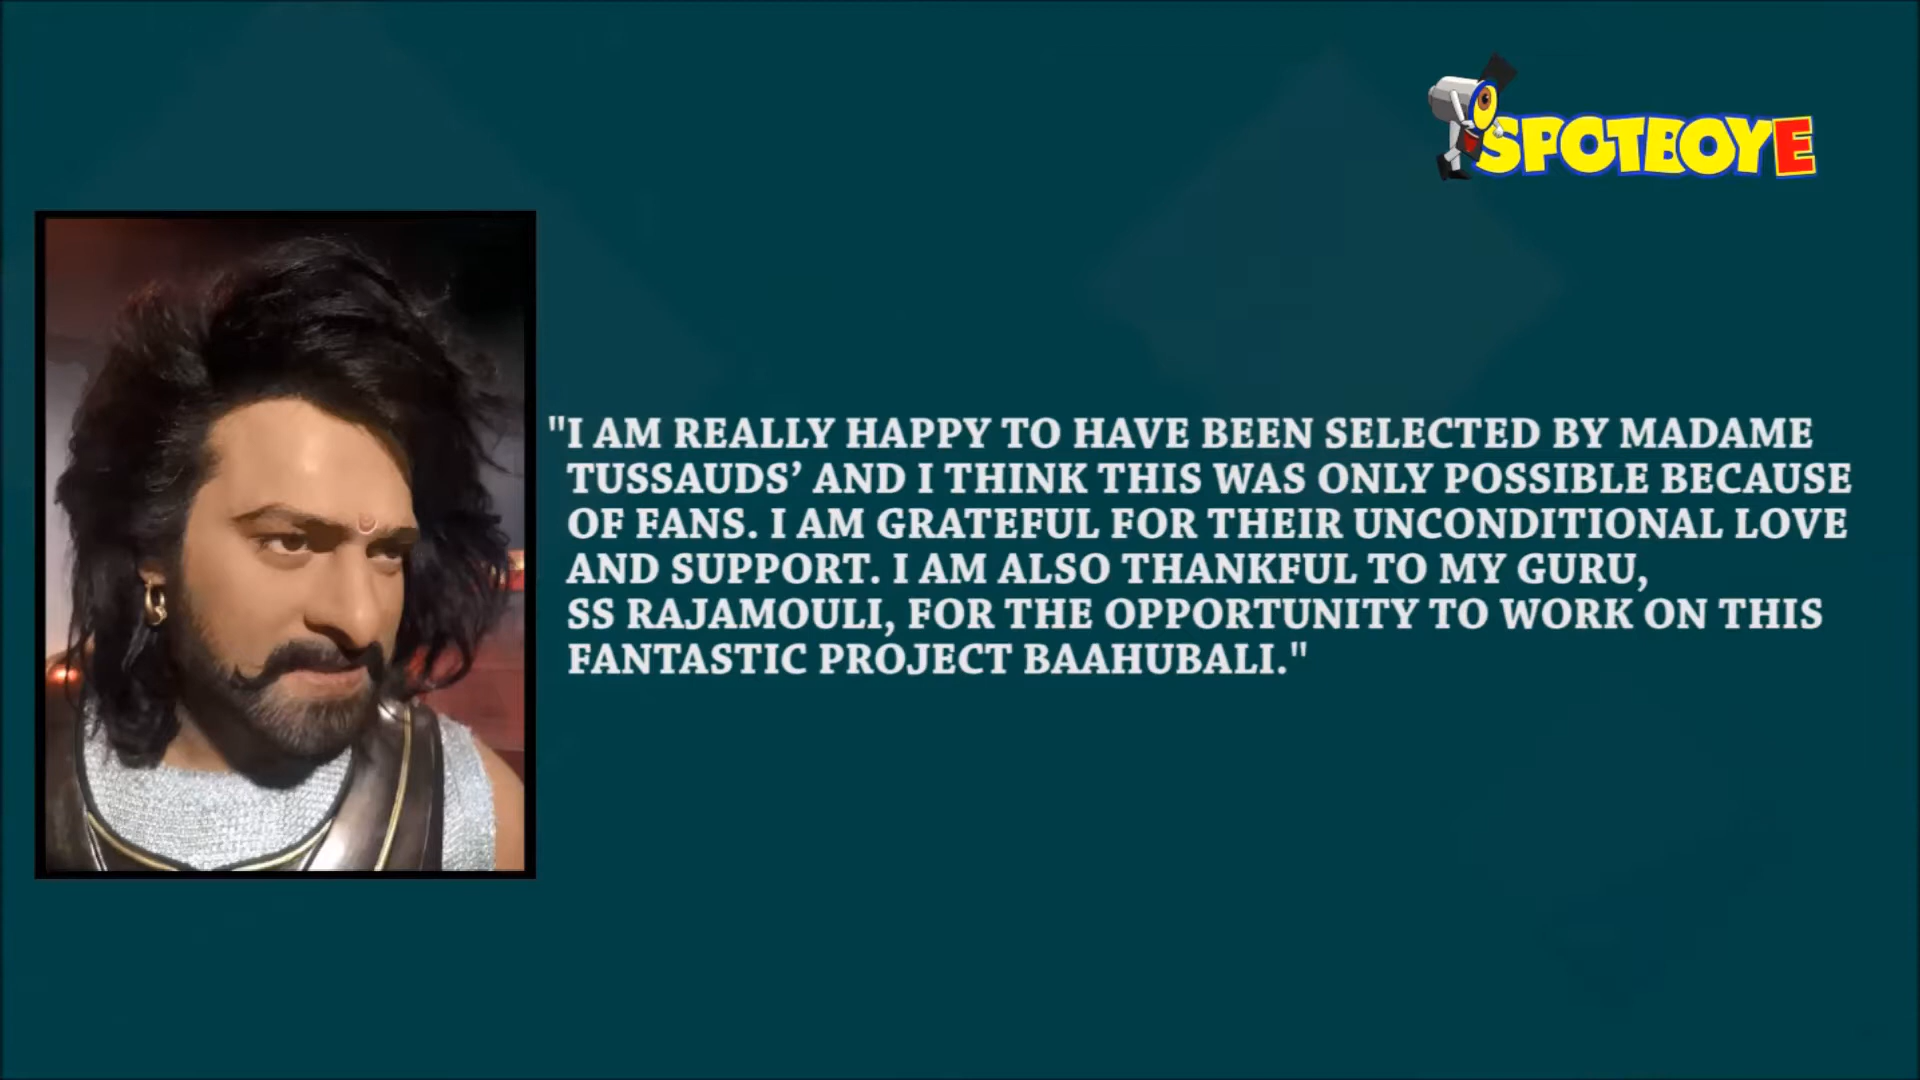 SPOTBOYE
"I AM REALLY HAPPY TO HAVE BEEN SELECTED BY MADAME
TUSSAUDS’ AND I THINK THIS WAS ONLY POSSIBLE BECAUSE
OF FANS. I AM GRATEFUL FOR THEIR UNCONDITIONAL LOVE
AND SUPPORT. I AM ALSO THANKFUL TO MY GURU,
SS RAJAMOULI, FOR THE OPPORTUNITY TO WORK ON THIS
FANTASTIC PROJECT BAAHUBALI."